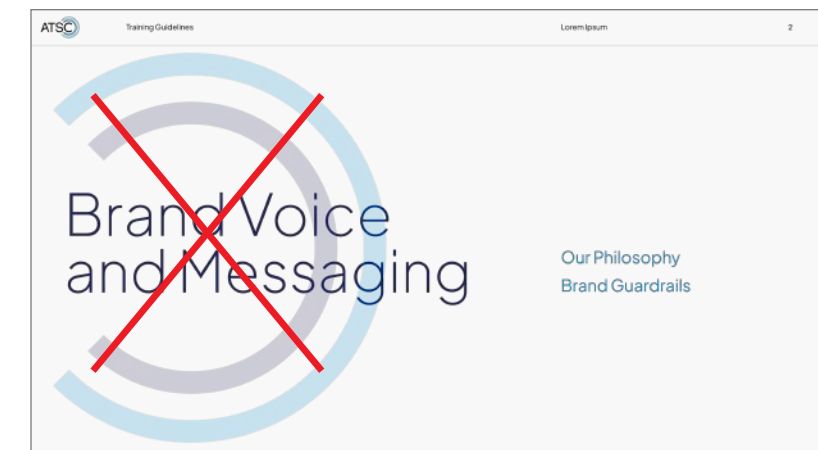 ATSC
Training Guidelines
Lorem Ipsum
2
Brand Voice
and Messaging
Our Philosophy
Brand Guardrails